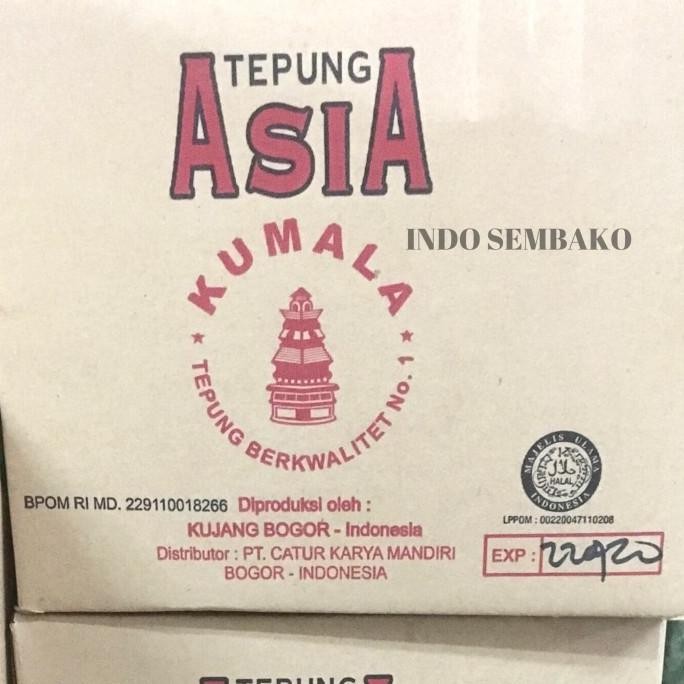 TEPUNG
ASIA
KUMALA
INDO SEMBAKO
TEPUNG BERKWALITET No. 1
MAJELIS ULAMA
حلال
HALAL
INDONESIA
BPOM RI MD. 229110018266 Diproduksi oleh :
KUJANG BOGOR - Indonesia
LPPOM : 00220047110208
Distributor : PT. CATUR KARYA MANDIRI
BOGOR - INDONESIA
EXP :
TEPUNG